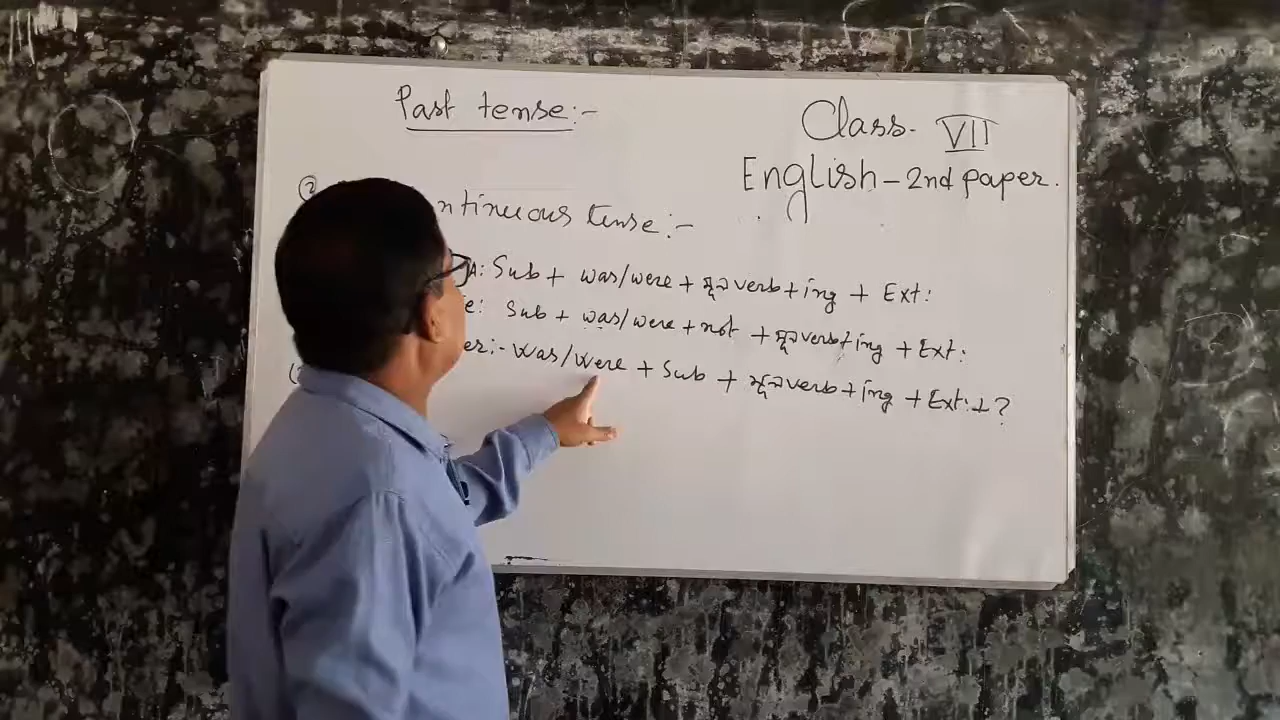 Past tense:-
Class- VII
English-2nd paper.
ntinuous tense:-
A: Sub + was/were + মূল verb + ing + Ext:
e: Sub + was/were + not + মূল verb + ing + Ext:
er:- Was/Were + Sub + মূল verb + ing + Ext: + ?